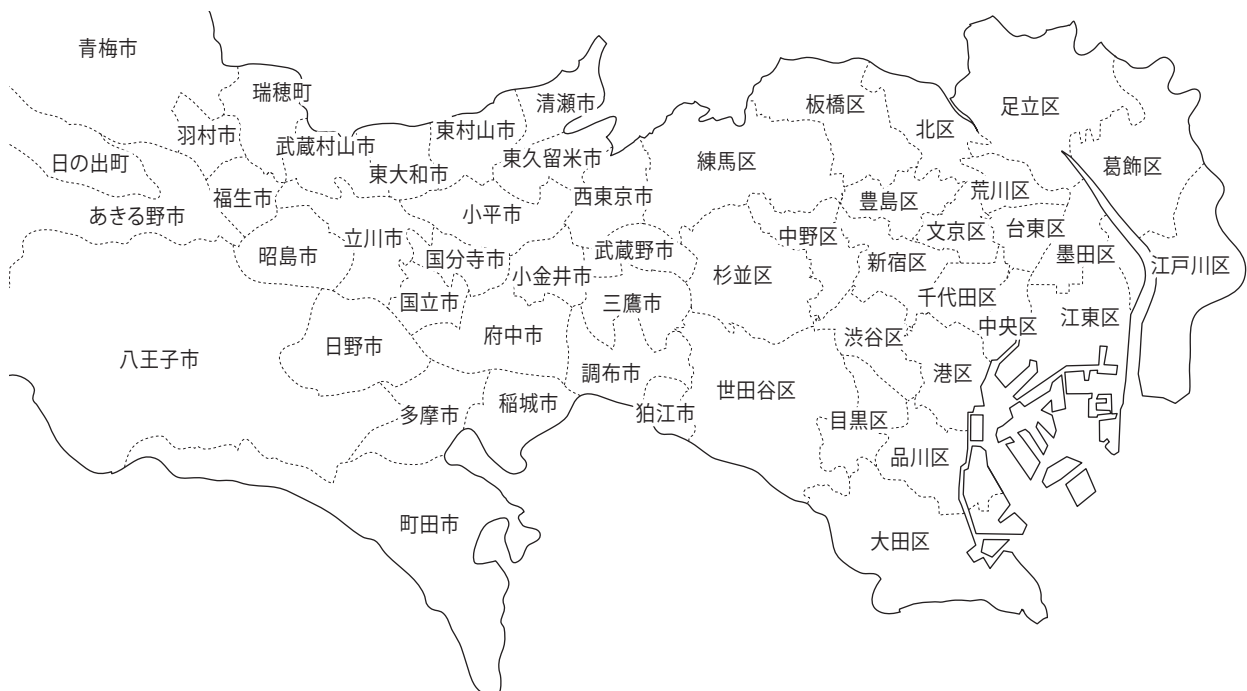 青梅市
瑞穂町
羽村市
日の出町
あきる野市
福生市
武蔵村山市
東大和市
東村山市
清瀬市
東久留米市
西東京市
小平市
昭島市
立川市
国分寺市
国立市
小金井市
武蔵野市
三鷹市
八王子市
日野市
府中市
調布市
狛江市
多摩市
稲城市
町田市
板橋区
北区
足立区
葛飾区
練馬区
豊島区
荒川区
文京区
台東区
墨田区
江戸川区
中野区
杉並区
新宿区
千代田区
中央区
江東区
渋谷区
港区
世田谷区
目黒区
品川区
大田区